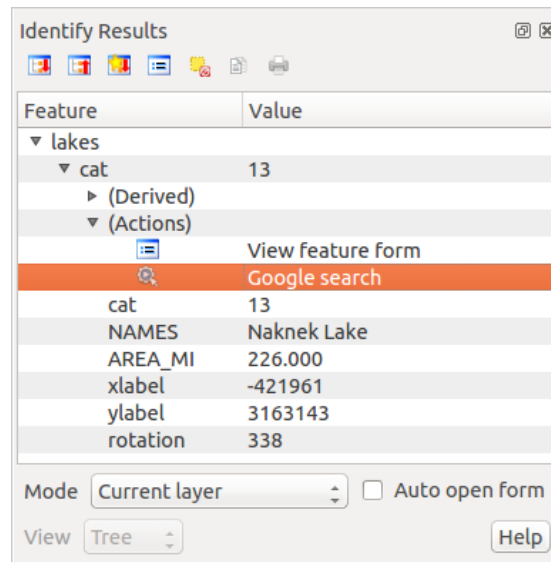 Identify Results
Feature Value
lakes
cat 13
(Derived)
(Actions)
View feature form
Google search
cat 13
NAMES Naknek Lake
AREA_MI 226.000
xlabel -421961
ylabel 3163143
rotation 338
Mode Current layer Auto open form
View Tree Help